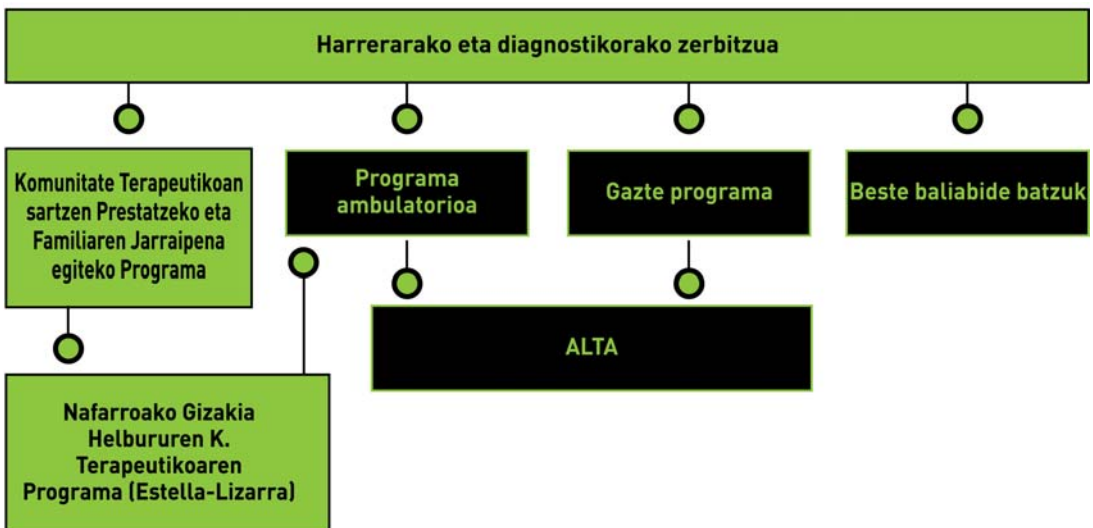 Harrerarako eta diagnostikorako zerbitzua
Komunitate Terapeutikoan
sartzen Prestatzeko eta
Familiaren Jarraipena
egiteko Programa
Programa
ambulatorioa
Gazte programa
Beste baliabide batzuk
ALTA
Nafarroako Gizakia
Helbururen K.
Terapeutikoaren
Programa (Estella-Lizarra)